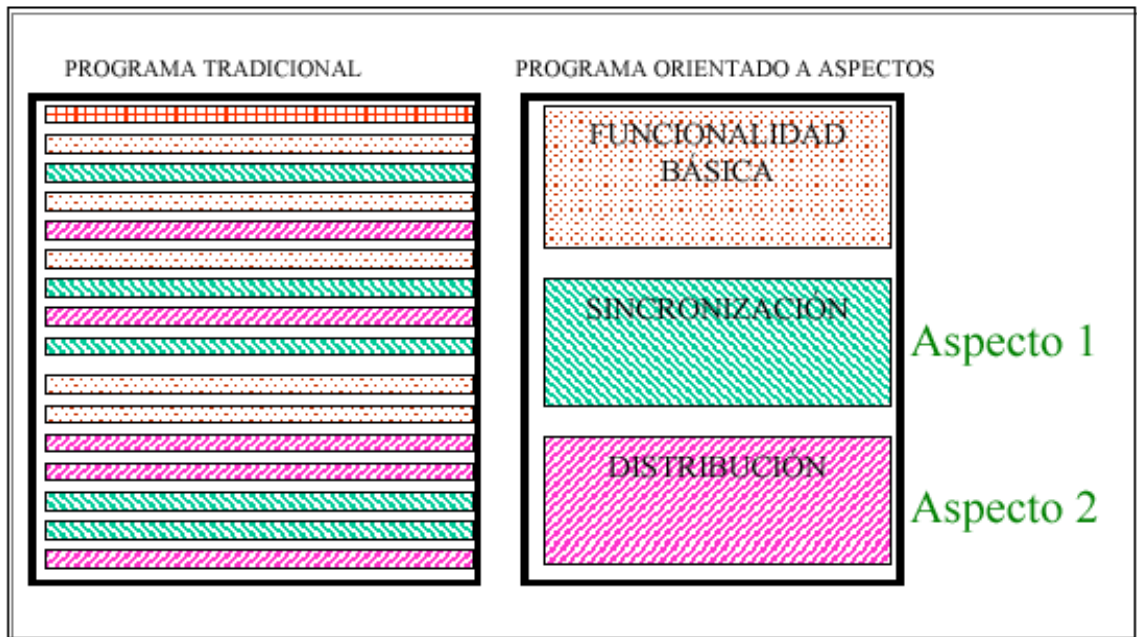 PROGRAMA TRADICIONAL
PROGRAMA ORIENTADO A ASPECTOS
FUNCIONALIDAD
BÁSICA
SINCRONIZACIÓN
Aspecto 1
DISTRIBUCIÓN
Aspecto 2